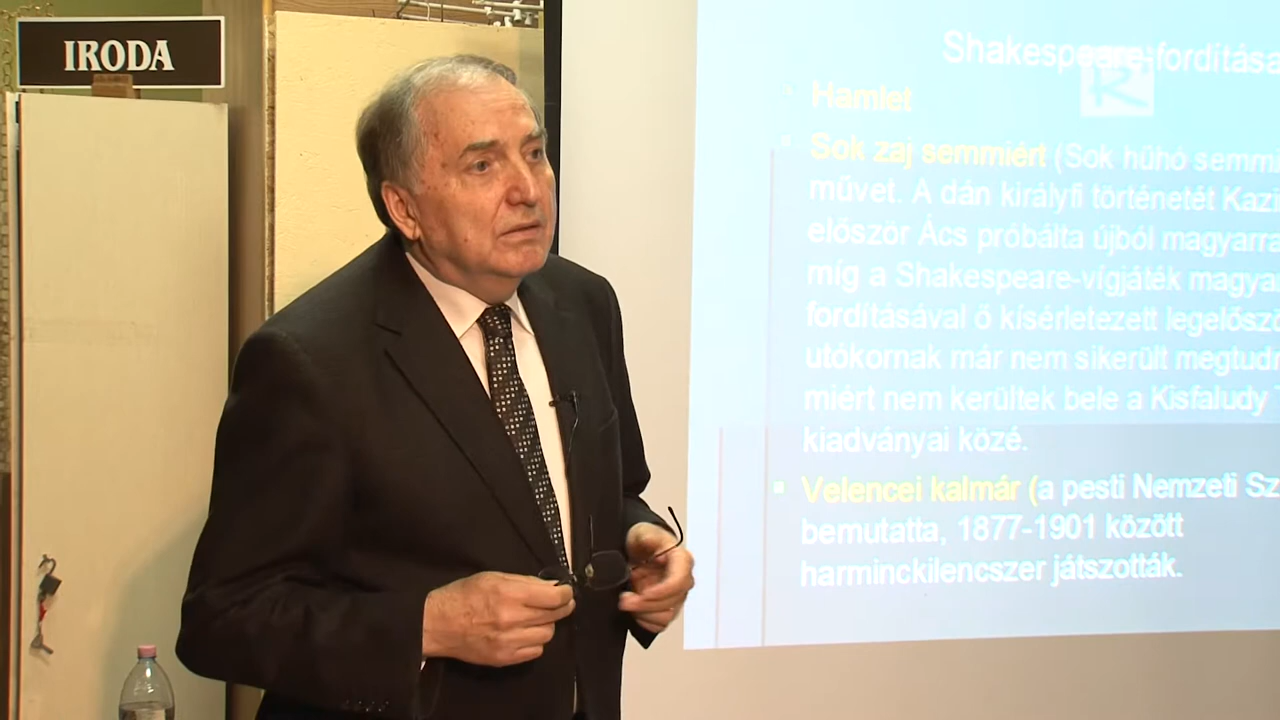 IRODA
Shakespeare-fordítása
Hamlet
Sok zaj semmiért (Sok hűhó semmi
művet. A dán királyfi történetét Kazi
először Ács próbálta újból magyarra
míg a Shakespeare-vígjáték magya
fordításával ő kísérletezett legelősz
utókornak már nem sikerült megtudn
miért nem kerültek bele a Kisfaludy
kiadványai közé.
Velencei kalmár (a pesti Nemzeti Sz
bemutatta, 1877-1901 között
harminckilencszer játszották.